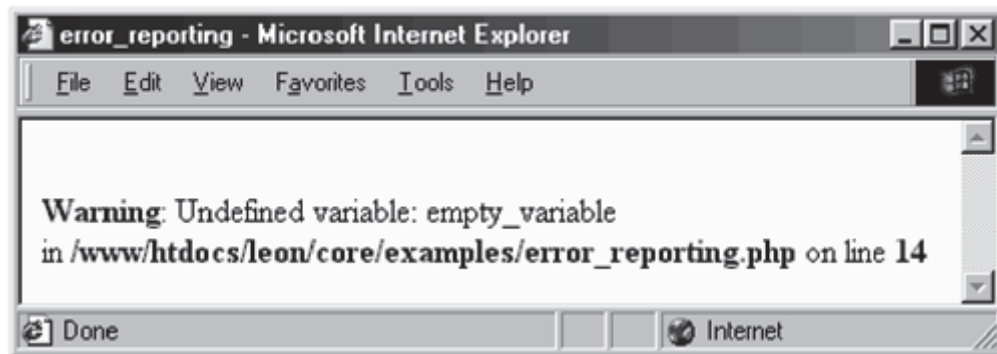 error_reporting - Microsoft Internet Explorer
File Edit View Favorites Tools Help
Warning: Undefined variable: empty_variable
in /www/htdocs/leon/core/examples/error_reporting.php on line 14
Done Internet